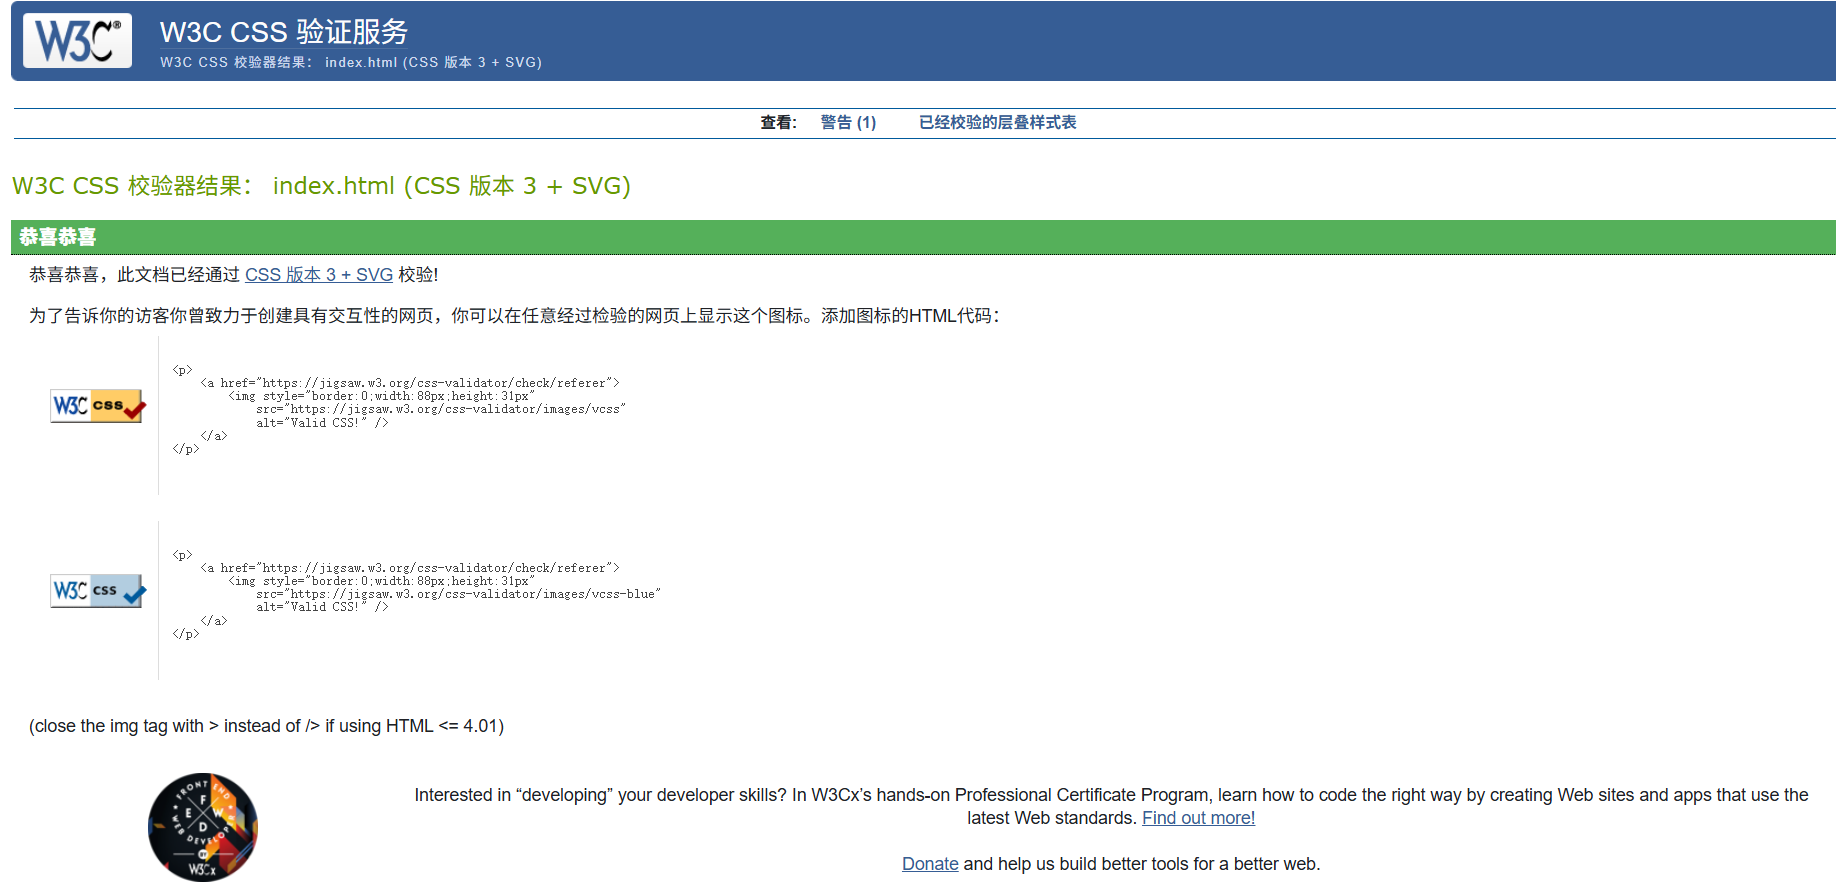 W3C®
W3C CSS 验证服务
W3C CSS 校验器结果： index.html (CSS 版本 3 + SVG)
查看: 警告 (1) 已经校验的层叠样式表
W3C CSS 校验器结果： index.html (CSS 版本 3 + SVG)
恭喜恭喜
恭喜恭喜，此文档已经通过 CSS 版本 3 + SVG 校验!
为了告诉你的访客你曾致力于创建具有交互性的网页，你可以在任意经过检验的网页上显示这个图标。添加图标的HTML代码：
W3C css
<p>
<a href="https://jigsaw.w3.org/css-validator/check/referer">
<img style="border:0;width:88px;height:31px"
src="https://jigsaw.w3.org/css-validator/images/vcss"
alt="Valid CSS!" />
</a>
</p>
W3C css
<p>
<a href="https://jigsaw.w3.org/css-validator/check/referer">
<img style="border:0;width:88px;height:31px"
src="https://jigsaw.w3.org/css-validator/images/vcss-blue"
alt="Valid CSS!" />
</a>
</p>
(close the img tag with > instead of /> if using HTML <= 4.01)
FRONT END
F E W D
WEB DEVELOPER
BY
W3Cx
Interested in “developing” your developer skills? In W3Cx’s hands-on Professional Certificate Program, learn how to code the right way by creating Web sites and apps that use the
latest Web standards. Find out more!
Donate and help us build better tools for a better web.